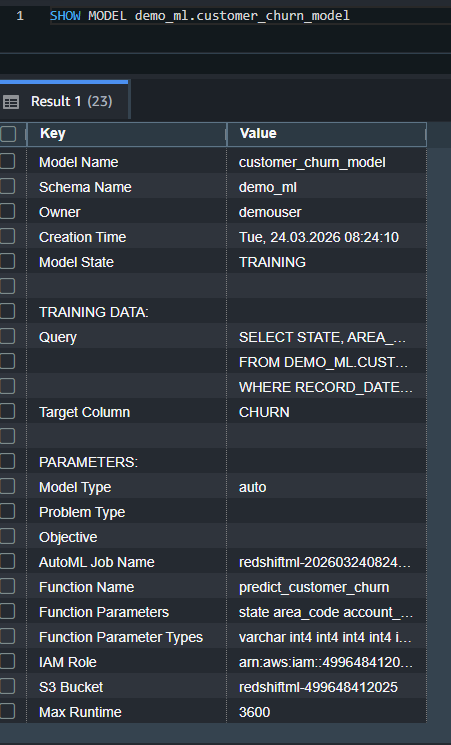 1 SHOW MODEL demo_ml.customer_churn_model
Result 1 (23)
Key Value
Model Name customer_churn_model
Schema Name demo_ml
Owner demouser
Creation Time Tue, 24.03.2026 08:24:10
Model State TRAINING
TRAINING DATA:
Query SELECT STATE, AREA_...
FROM DEMO_ML.CUST...
WHERE RECORD_DATE...
Target Column CHURN
PARAMETERS:
Model Type auto
Problem Type
Objective
AutoML Job Name redshiftml-202603240824...
Function Name predict_customer_churn
Function Parameters state area_code account_...
Function Parameter Types varchar int4 int4 int4 int4 i...
IAM Role arn:aws:iam::4996484120...
S3 Bucket redshiftml-499648412025
Max Runtime 3600